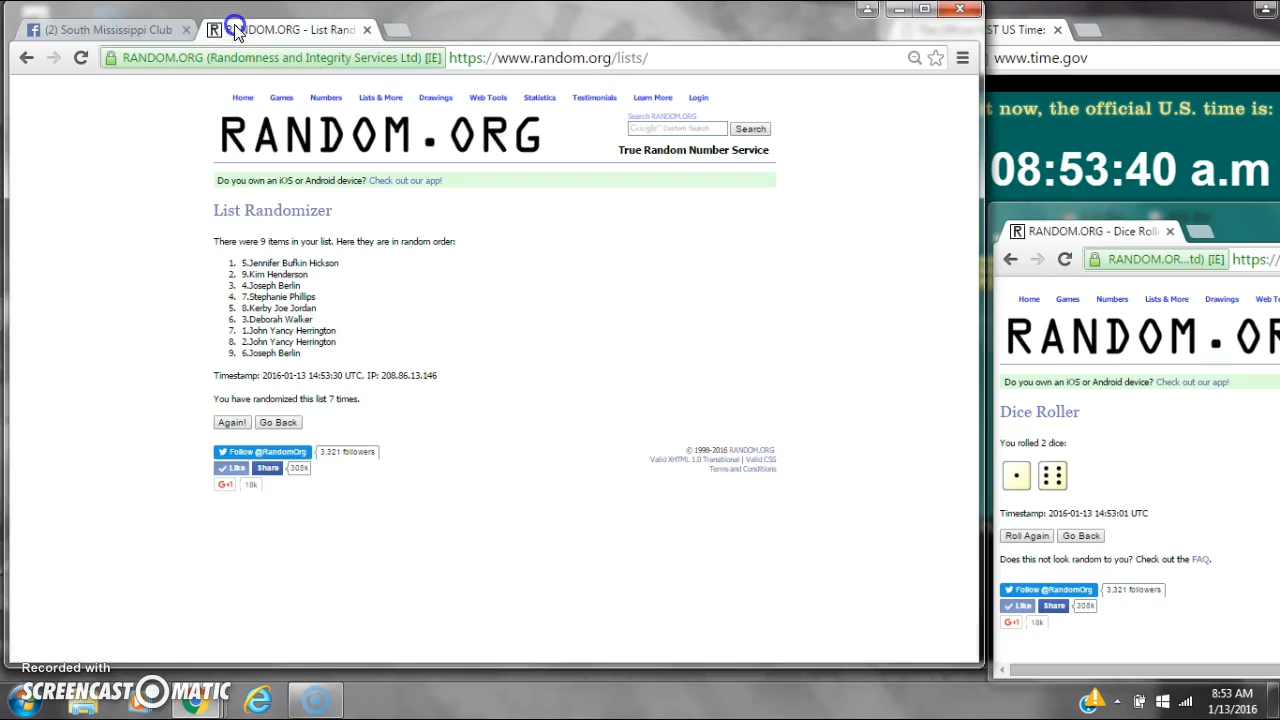 (2) South Mississippi Club
RANDOM.ORG - List Rand
ST US Time:
RANDOM.ORG (Randomness and Integrity Services Ltd) [IE]
https://www.random.org/lists/
www.time.gov
Home Games Numbers Lists & More Drawings Web Tools Statistics Testimonials Learn More Login
RANDOM.ORG
Search RANDOM.ORG
Google Custom Search
Search
True Random Number Service
Do you own an iOS or Android device? Check out our app!
List Randomizer
There were 9 items in your list. Here they are in random order:
1. 5.Jennifer Bufkin Hickson
2. 9.Kim Henderson
3. 4.Joseph Berlin
4. 7.Stephanie Phillips
5. 8.Kerby Joe Jordan
6. 3.Deborah Walker
7. 1.John Yancy Herrington
8. 2.John Yancy Herrington
9. 6.Joseph Berlin
Timestamp: 2016-01-13 14:53:30 UTC, IP: 208.86.13.146
You have randomized this list 7 times.
Again! Go Back
Follow @RandomOrg 3,321 followers
Like Share 308k
G+1 18k
© 1998-2016 RANDOM.ORG
Valid XHTML 1.0 Transitional | Valid CSS
Terms and Conditions
t now, the official U.S. time is:
08:53:40 a.m
RANDOM.ORG - Dice Roll
RANDOM.OR...td) [IE]
https://
Home Games Numbers Lists & More Drawings Web To
RANDOM.OR
Do you own an iOS or Android device? Check out our app!
Dice Roller
You rolled 2 dice:
Timestamp: 2016-01-13 14:53:01 UTC
Roll Again Go Back
Does this not look random to you? Check out the FAQ.
Follow @RandomOrg 3,321 followers
Like Share 308k
G+1 18k
Recorded with
SCREENCAST MATIC
8:53 AM
1/13/2016